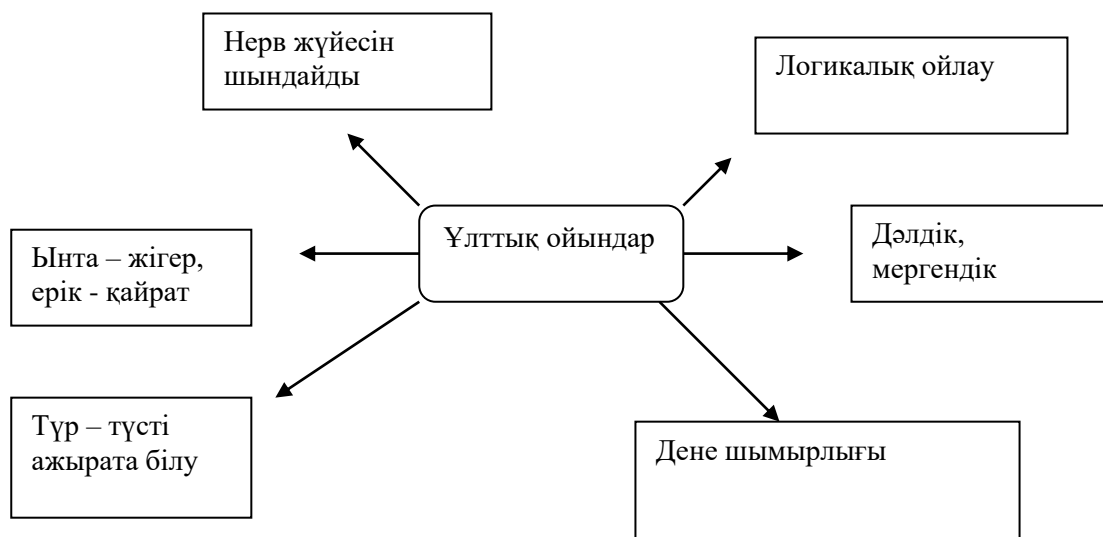 Нерв жүйесін
шындайды
Логикалық ойлау
Ұлттық ойындар
Ынта – жігер,
ерік - қайрат
Дәлдік,
мергендік
Түр – түсті
ажырата білу
Дене шымырлығы